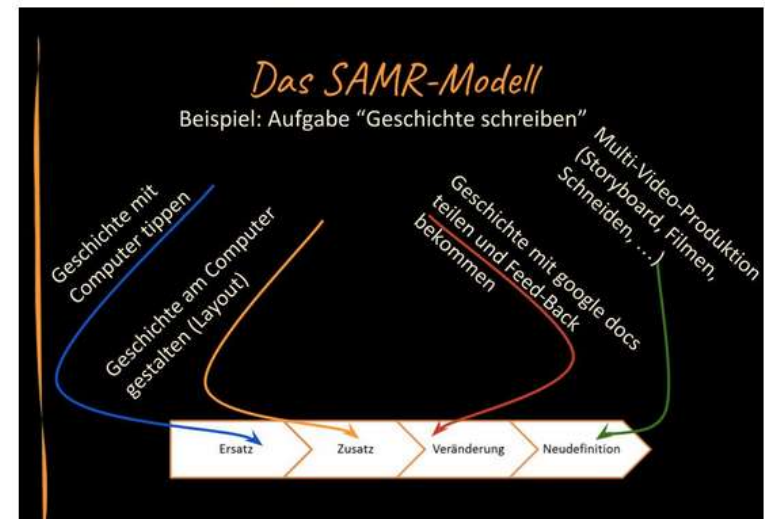 Das SAMR-Modell
Beispiel: Aufgabe “Geschichte schreiben”
Geschichte mit
Computer tippen
Geschichte am Computer
gestalten (Layout)
Geschichte mit google docs
teilen und Feed-Back
bekommen
Multi-Video-Produktion
(Storyboard, Filmen,
Schneiden, ...)
Ersatz
Zusatz
Veränderung
Neudefinition